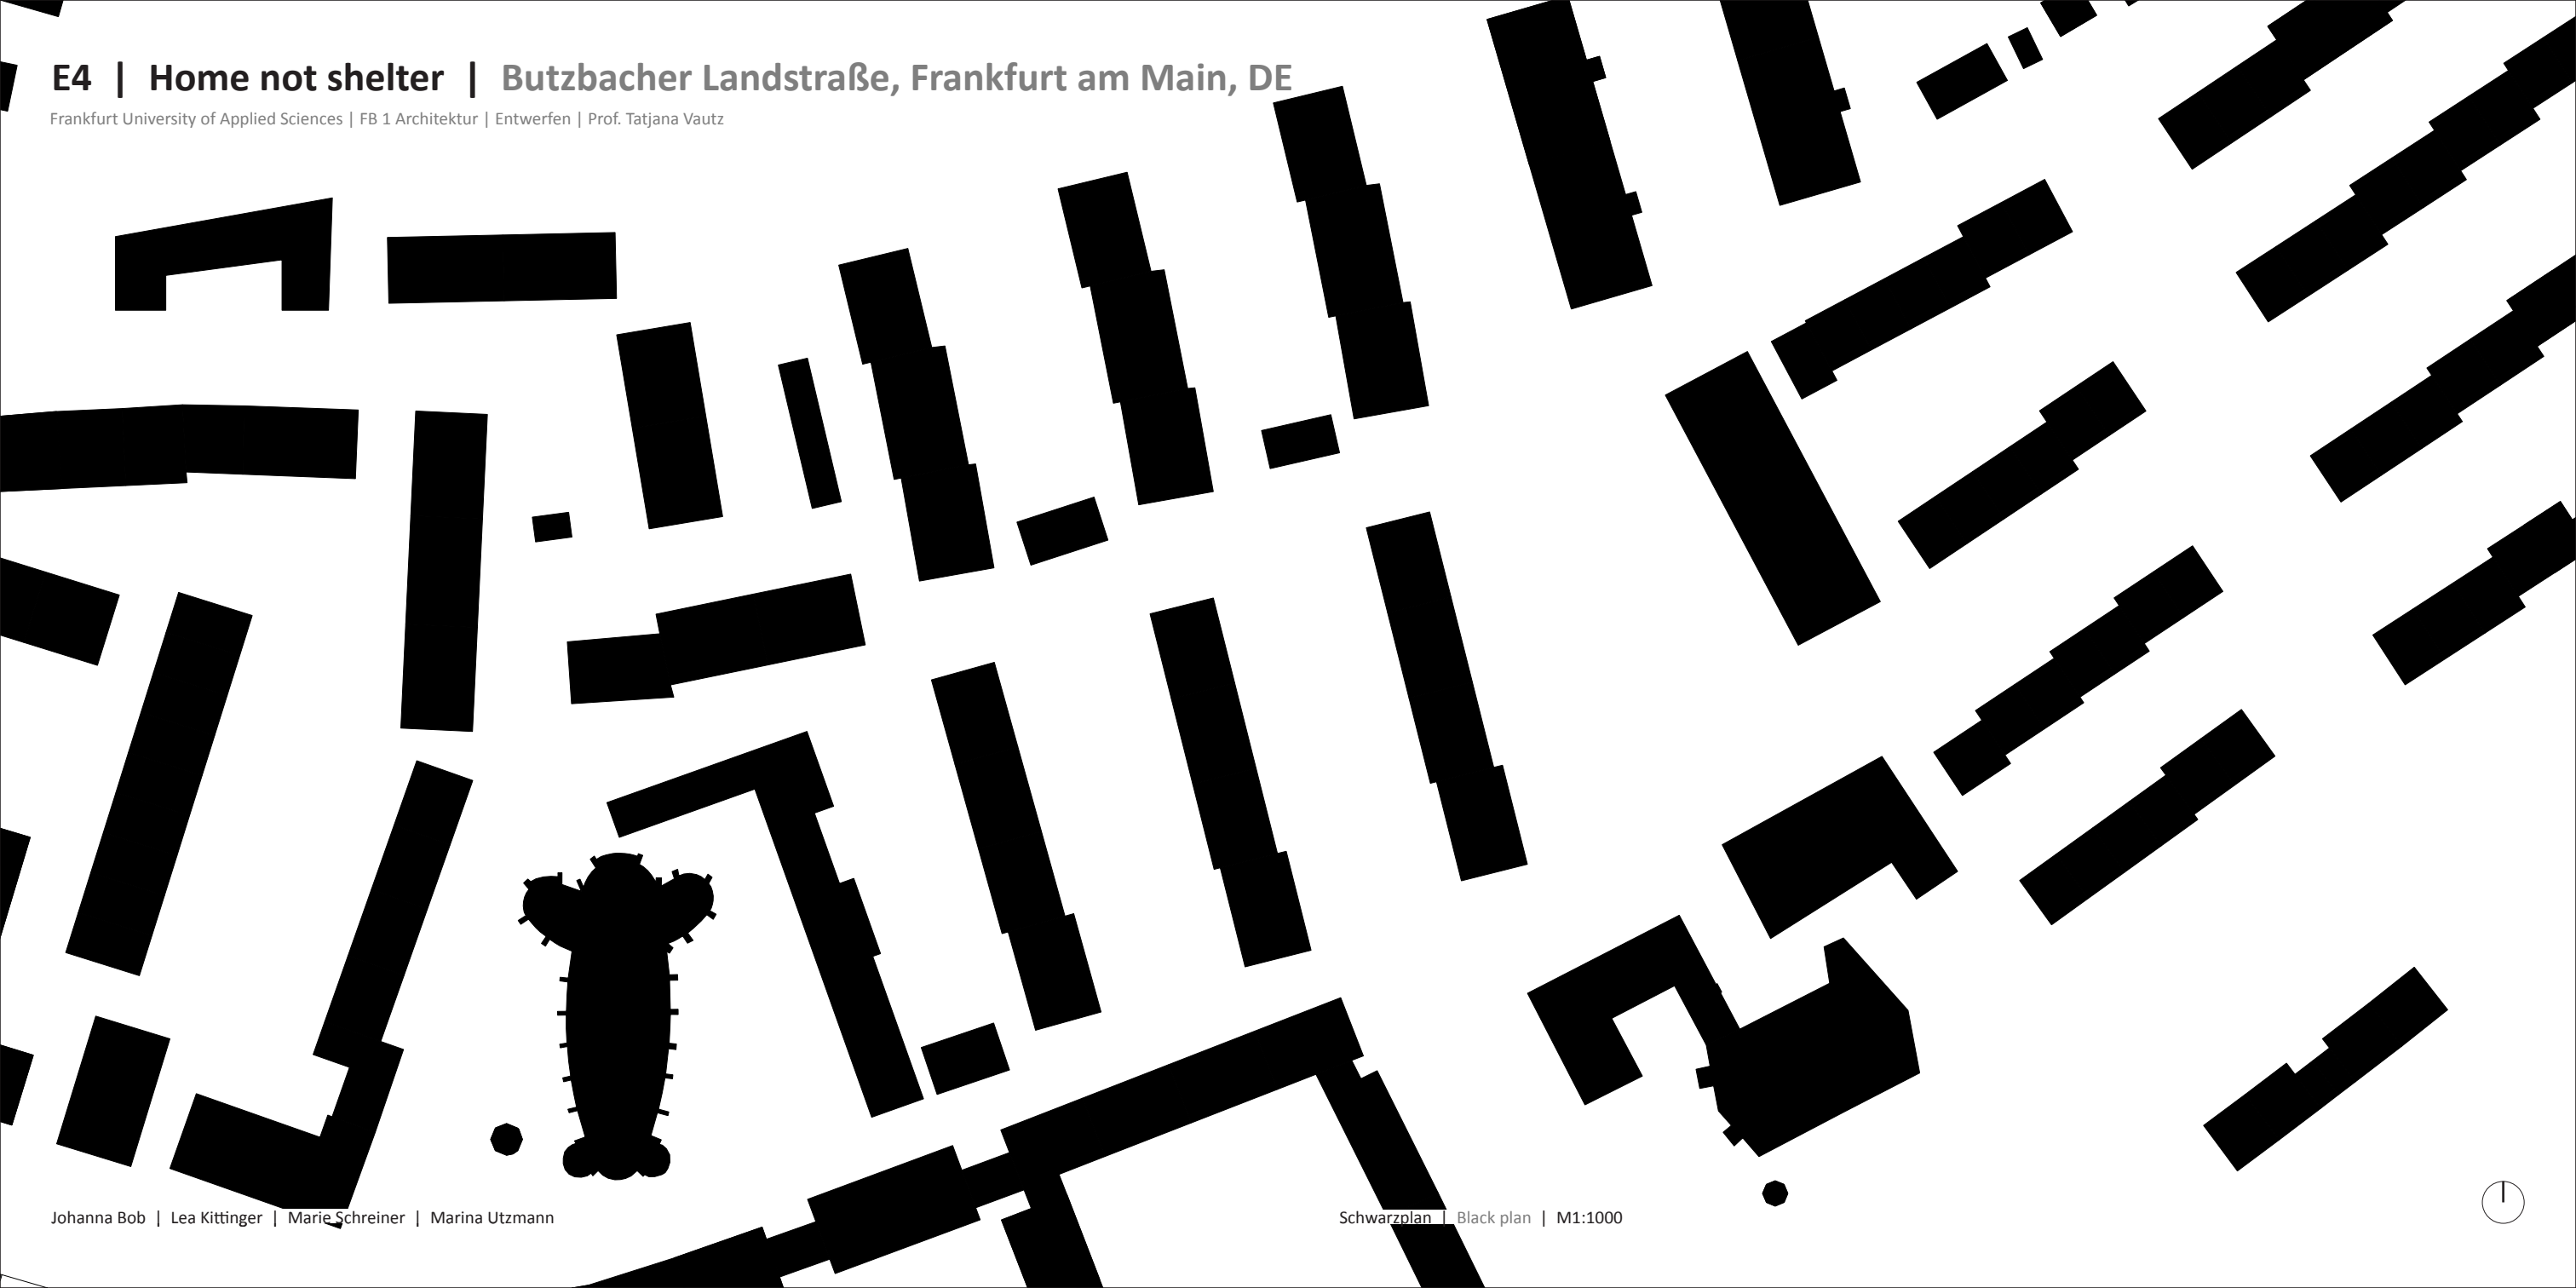 E4 | Home not shelter | Butzbacher Landstraße, Frankfurt am Main, DE
Frankfurt University of Applied Sciences | FB 1 Architektur | Entwerfen | Prof. Tatjana Vautz
Johanna Bob | Lea Kittinger | Marie Schreiner | Marina Utzmann
Schwarzplan | Black plan | M1:1000